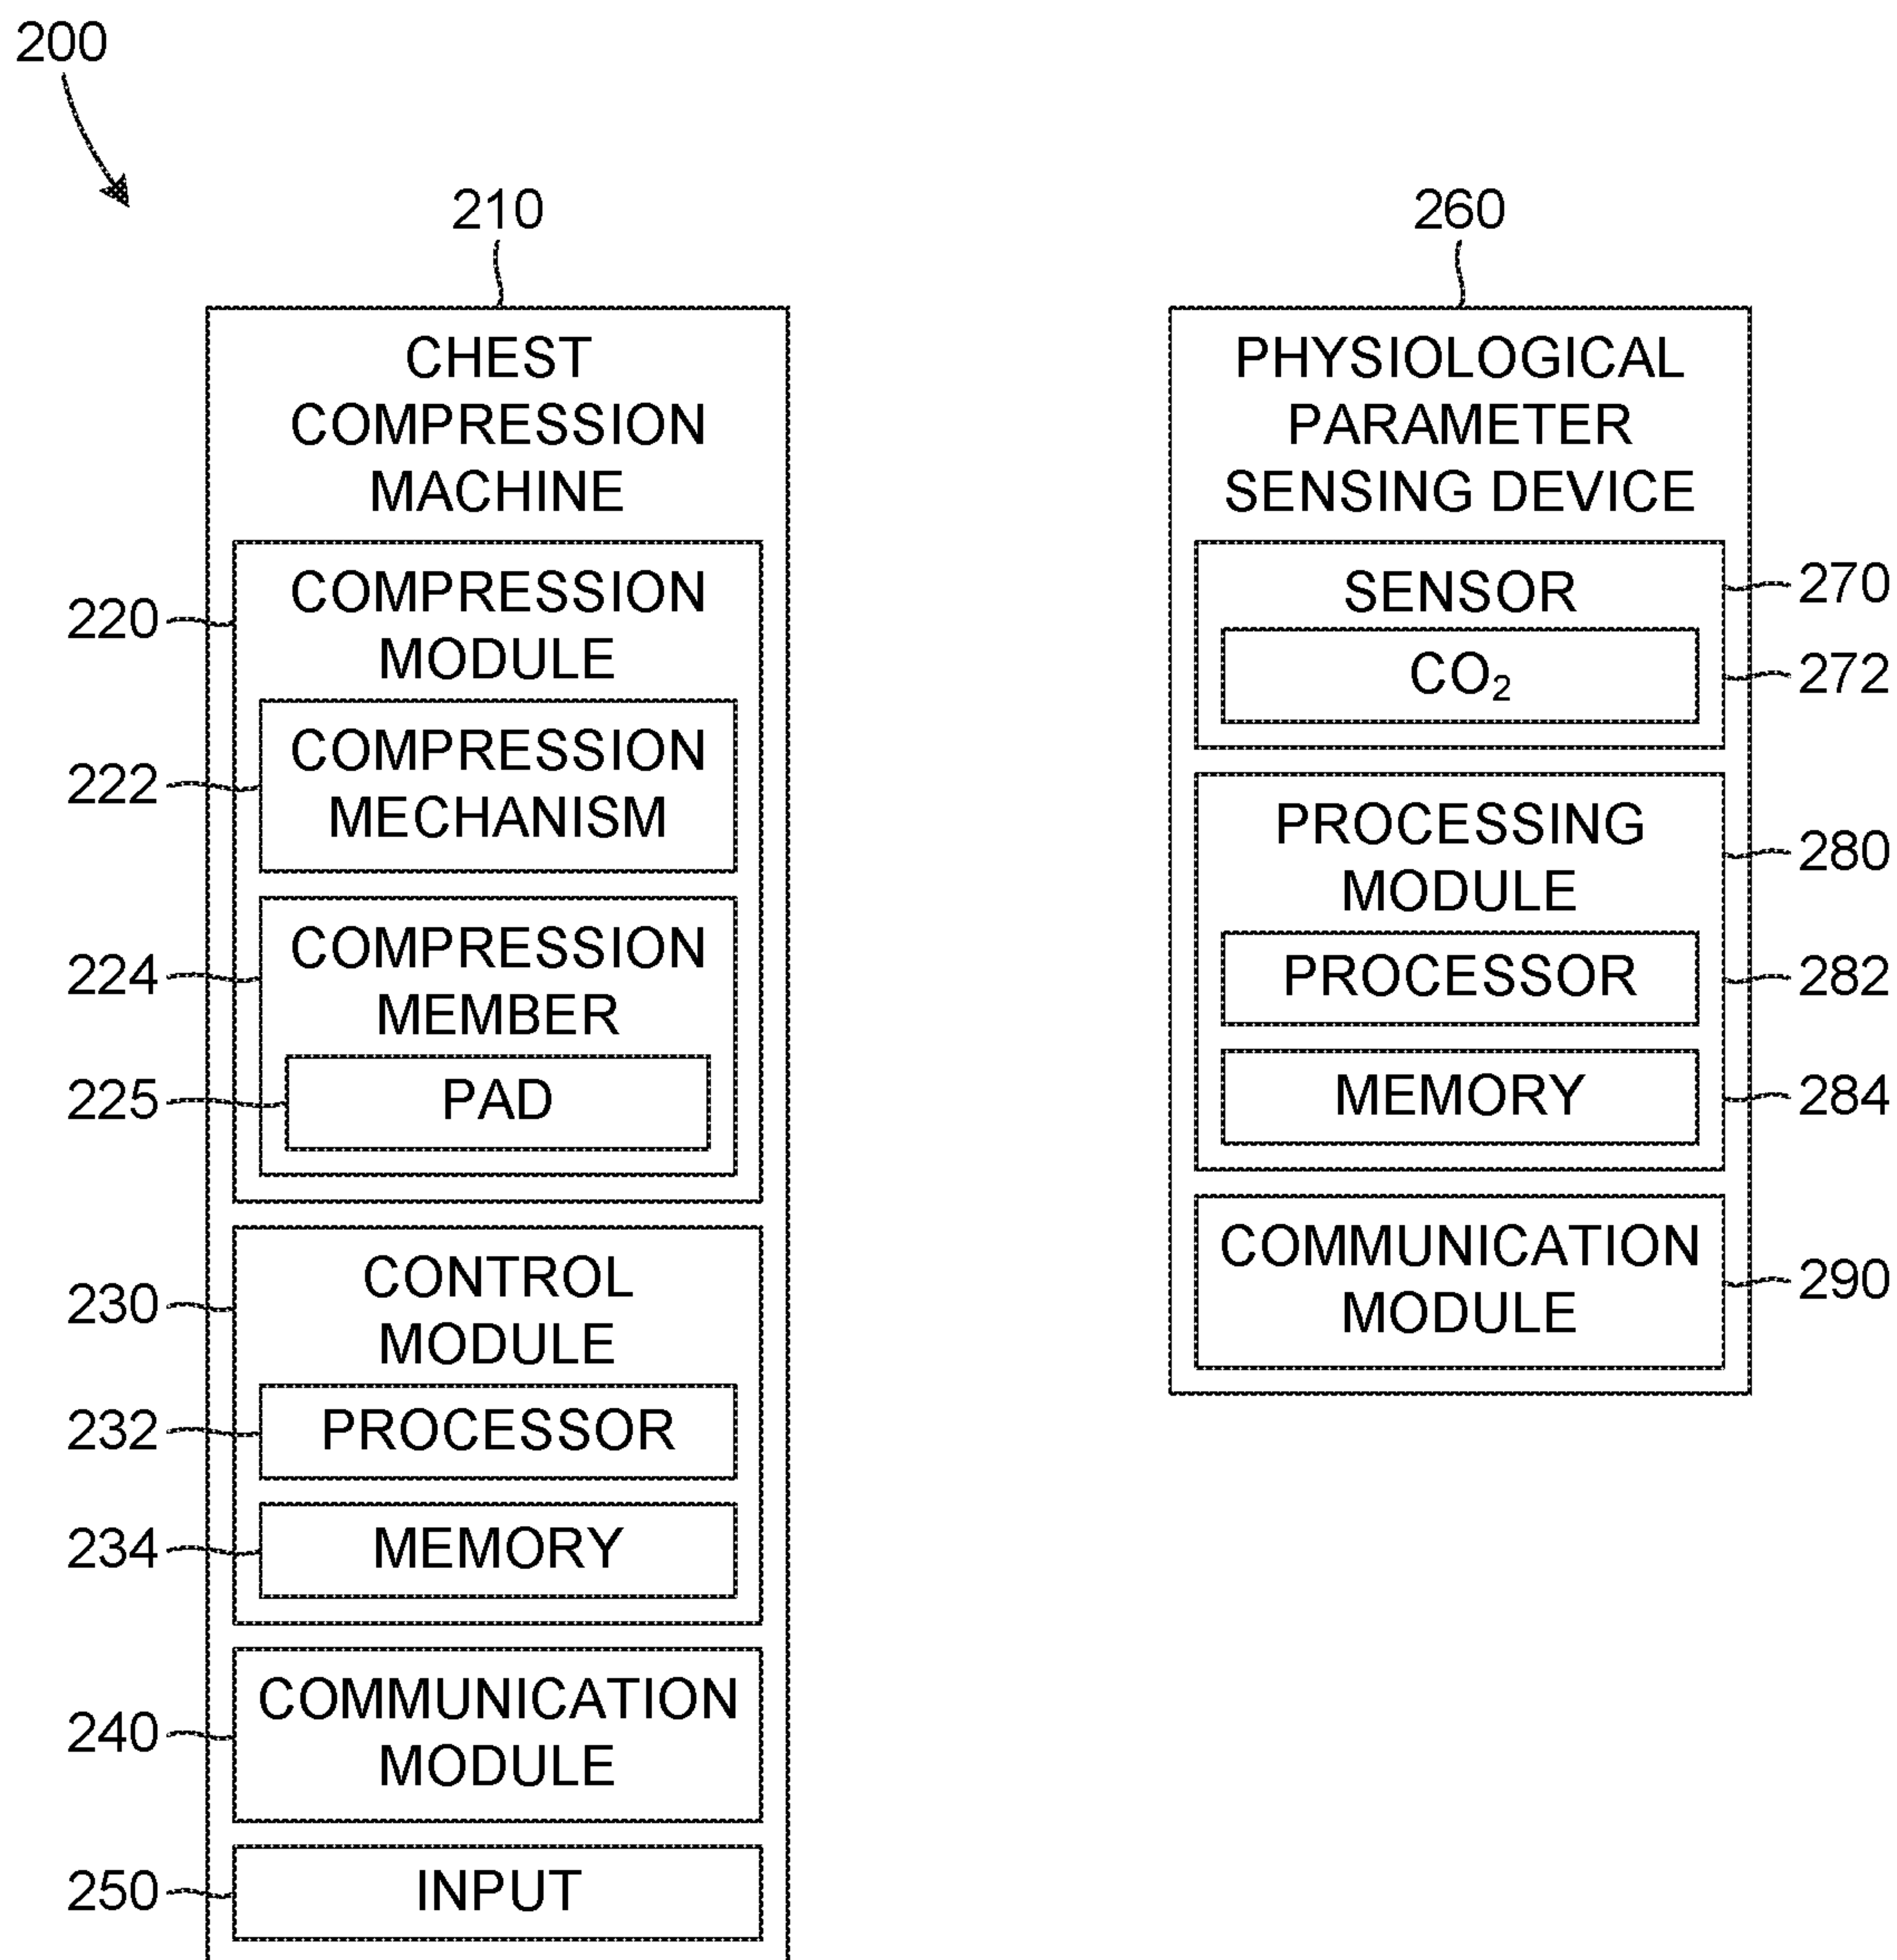 200
210
CHEST
COMPRESSION
MACHINE
220
COMPRESSION
MODULE
222
COMPRESSION
MECHANISM
224
COMPRESSION
MEMBER
225
PAD
230
CONTROL
MODULE
232
PROCESSOR
234
MEMORY
240
COMMUNICATION
MODULE
250
INPUT
260
PHYSIOLOGICAL
PARAMETER
SENSING DEVICE
SENSOR
270
CO₂
272
PROCESSING
MODULE
280
PROCESSOR
282
MEMORY
284
COMMUNICATION
MODULE
290